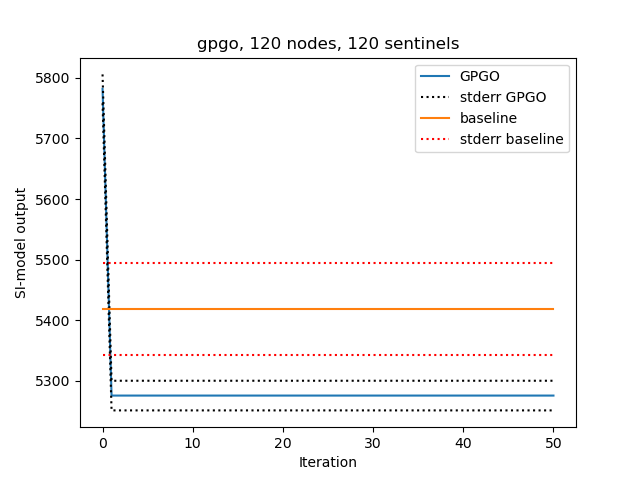 gpgo, 120 nodes, 120 sentinels
5800
5700
5600
5500
5400
5300
SI-model output
GPGO
stderr GPGO
baseline
stderr baseline
0
10
20
30
40
50
Iteration